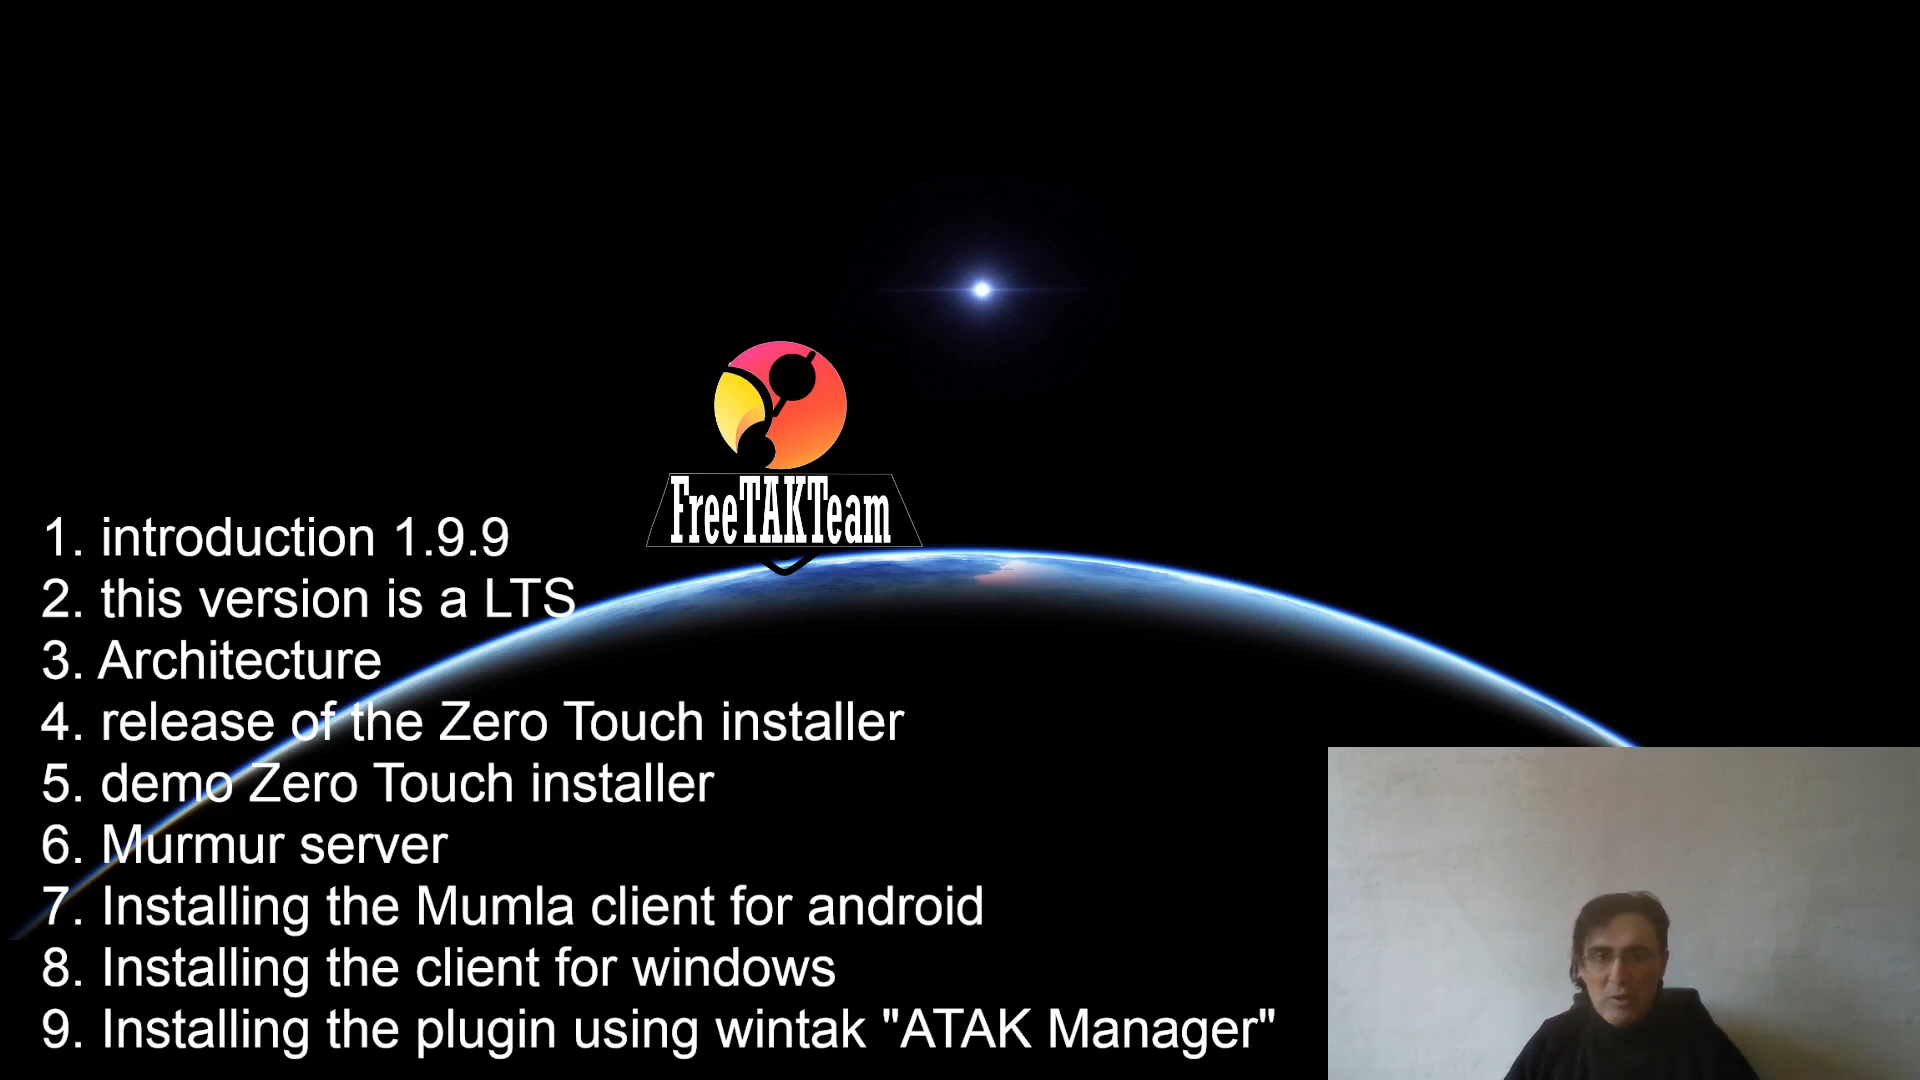 FreeTAKTeam
1. introduction 1.9.9
2. this version is a LTS
3. Architecture
4. release of the Zero Touch installer
5. demo Zero Touch installer
6. Murmur server
7. Installing the Mumla client for android
8. Installing the client for windows
9. Installing the plugin using wintak "ATAK Manager"